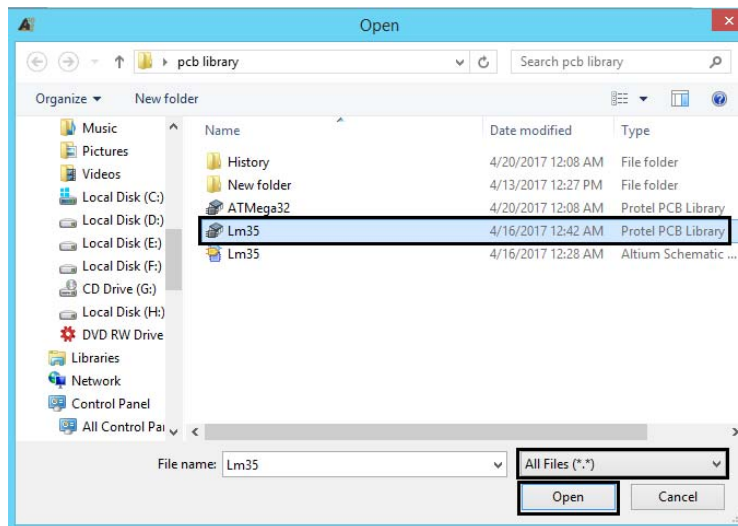 Open
pcb library
Search pcb library
Organize
New folder
Music
Pictures
Videos
Local Disk (C:)
Local Disk (D:)
Local Disk (E:)
Local Disk (F:)
CD Drive (G:)
Local Disk (H:)
DVD RW Drive
Libraries
Network
Control Panel
All Control Pa
Name Date modified Type
History 4/20/2017 12:08 AM File folder
New folder 4/13/2017 12:27 PM File folder
ATMega32 4/20/2017 12:08 AM Protel PCB Library
Lm35 4/16/2017 12:42 AM Protel PCB Library
Lm35 4/16/2017 12:28 AM Altium Schematic ...
File name: Lm35
All Files (*.*)
Open Cancel